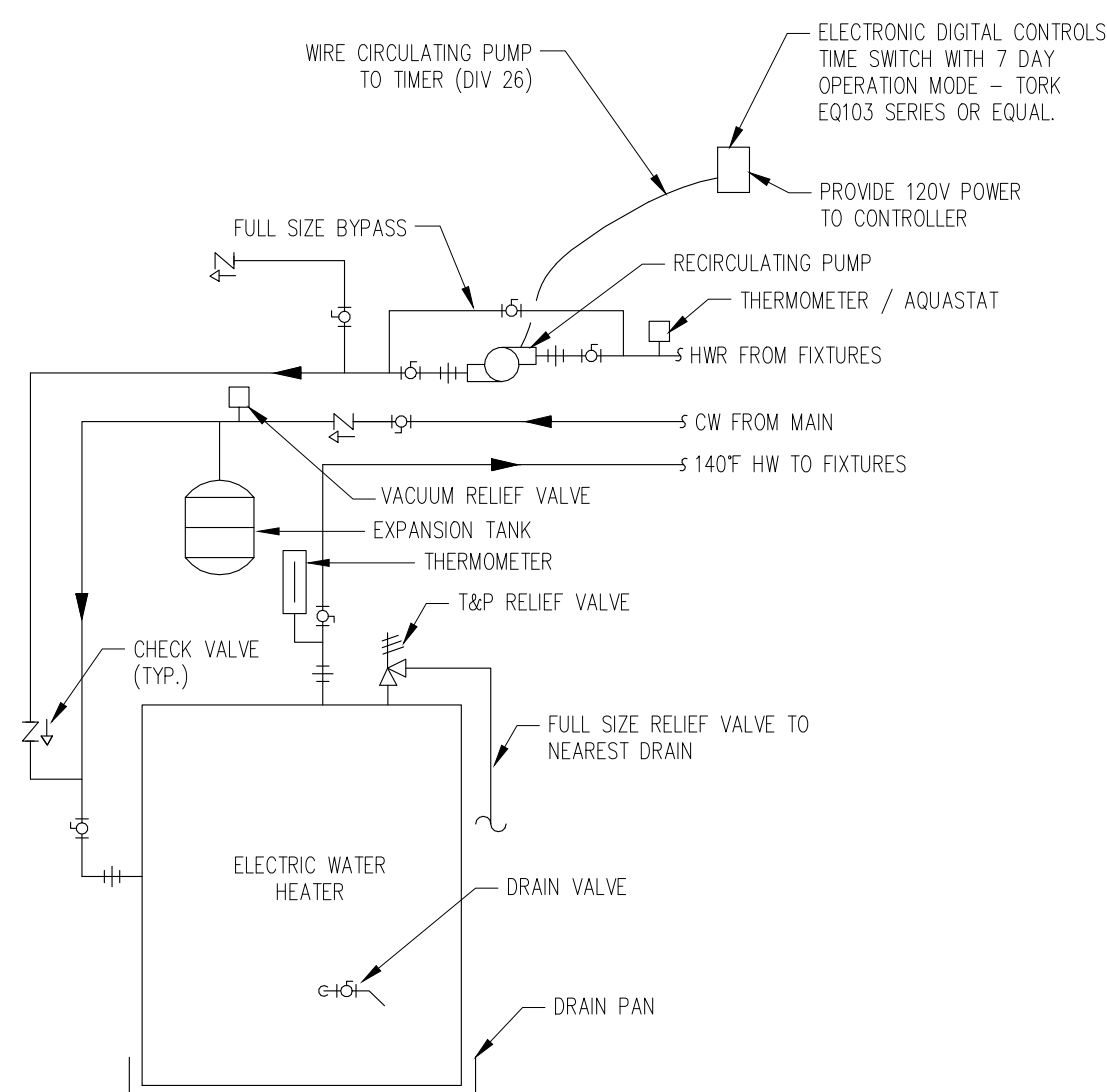 ELECTRONIC DIGITAL CONTROLS
TIME SWITCH WITH 7 DAY
OPERATION MODE – TORK
EQ103 SERIES OR EQUAL.
WIRE CIRCULATING PUMP
TO TIMER (DIV 26)
PROVIDE 120V POWER
TO CONTROLLER
FULL SIZE BYPASS
RECIRCULATING PUMP
THERMOMETER / AQUASTAT
HWR FROM FIXTURES
CW FROM MAIN
140°F HW TO FIXTURES
VACUUM RELIEF VALVE
EXPANSION TANK
THERMOMETER
T&P RELIEF VALVE
CHECK VALVE
(TYP.)
FULL SIZE RELIEF VALVE TO
NEAREST DRAIN
ELECTRIC WATER
HEATER
DRAIN VALVE
DRAIN PAN